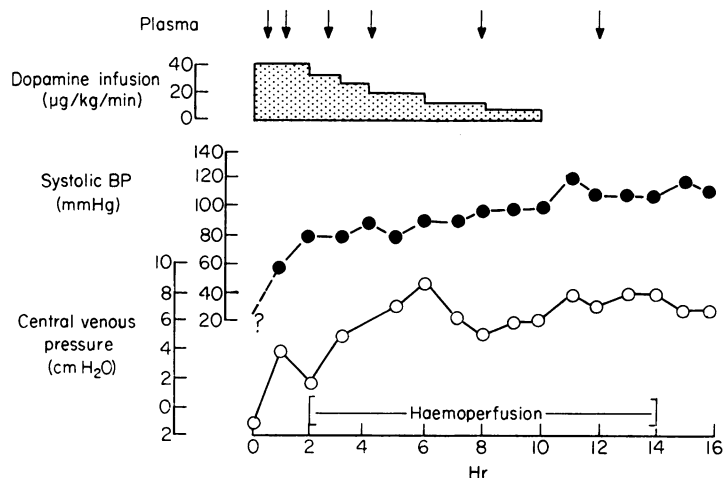 Plasma
Dopamine infusion
(µg/kg/min)
40
20
0
Systolic BP
(mmHg)
140
120
100
80
60
40
20
?
Central venous
pressure
(cm H₂O)
10
8
6
4
2
0
2
Haemoperfusion
0 2 4 6 8 10 12 14 16
Hr